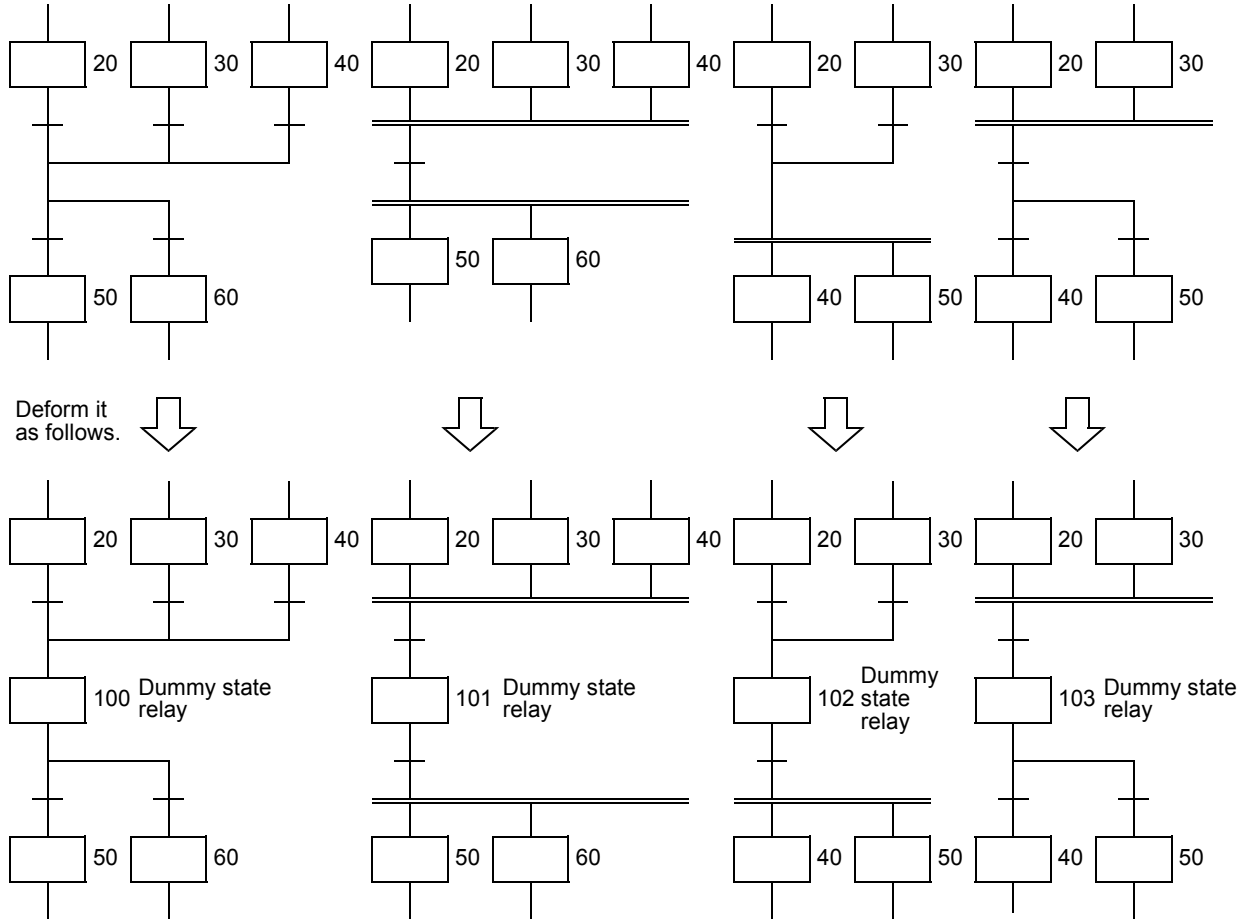 20 30 40 20 30 40 20 30 20 30
50 60 50 60 40 50 40 50
Deform it
as follows.
20 30 40 20 30 40 20 30 20 30
100 Dummy state
relay
101 Dummy state
relay
102 Dummy
state
relay
103 Dummy state
relay
50 60 50 60 40 50 40 50